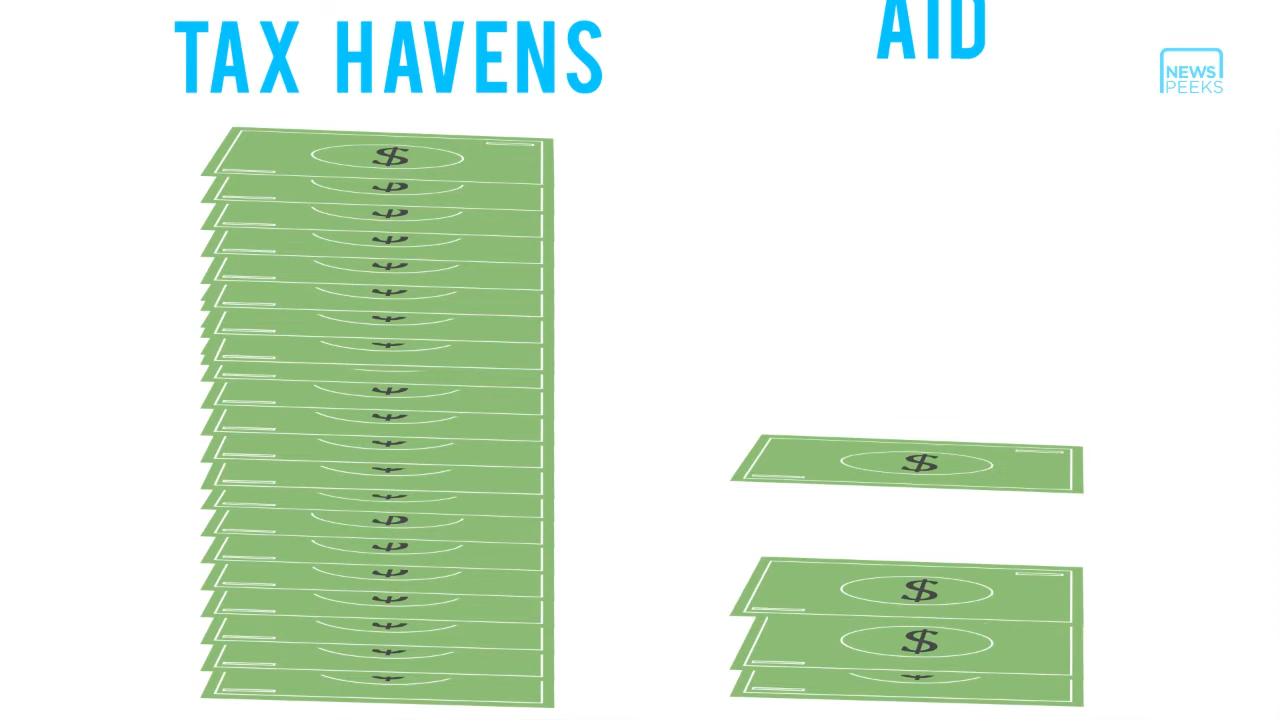 TAX HAVENS
AID
NEWS
PEEKS
$
$
$
$